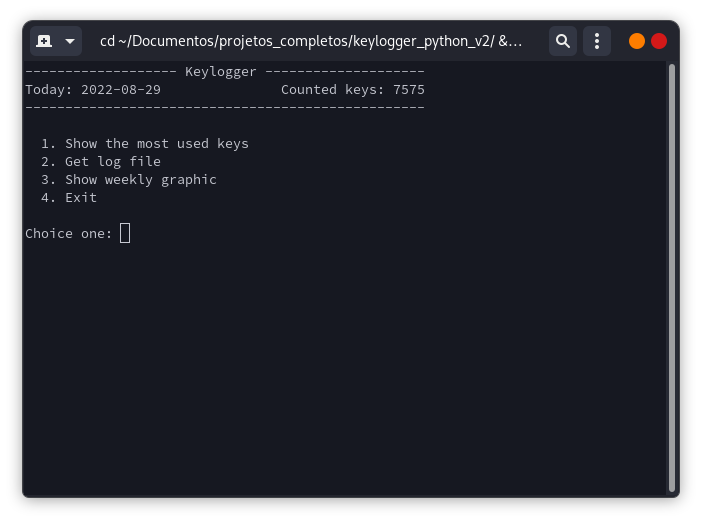 cd ~/Documentos/projetos_completos/keylogger_python_v2/ &...
------------------- Keylogger --------------------
Today: 2022-08-29               Counted keys: 7575
--------------------------------------------------
1. Show the most used keys
2. Get log file
3. Show weekly graphic
4. Exit
Choice one: